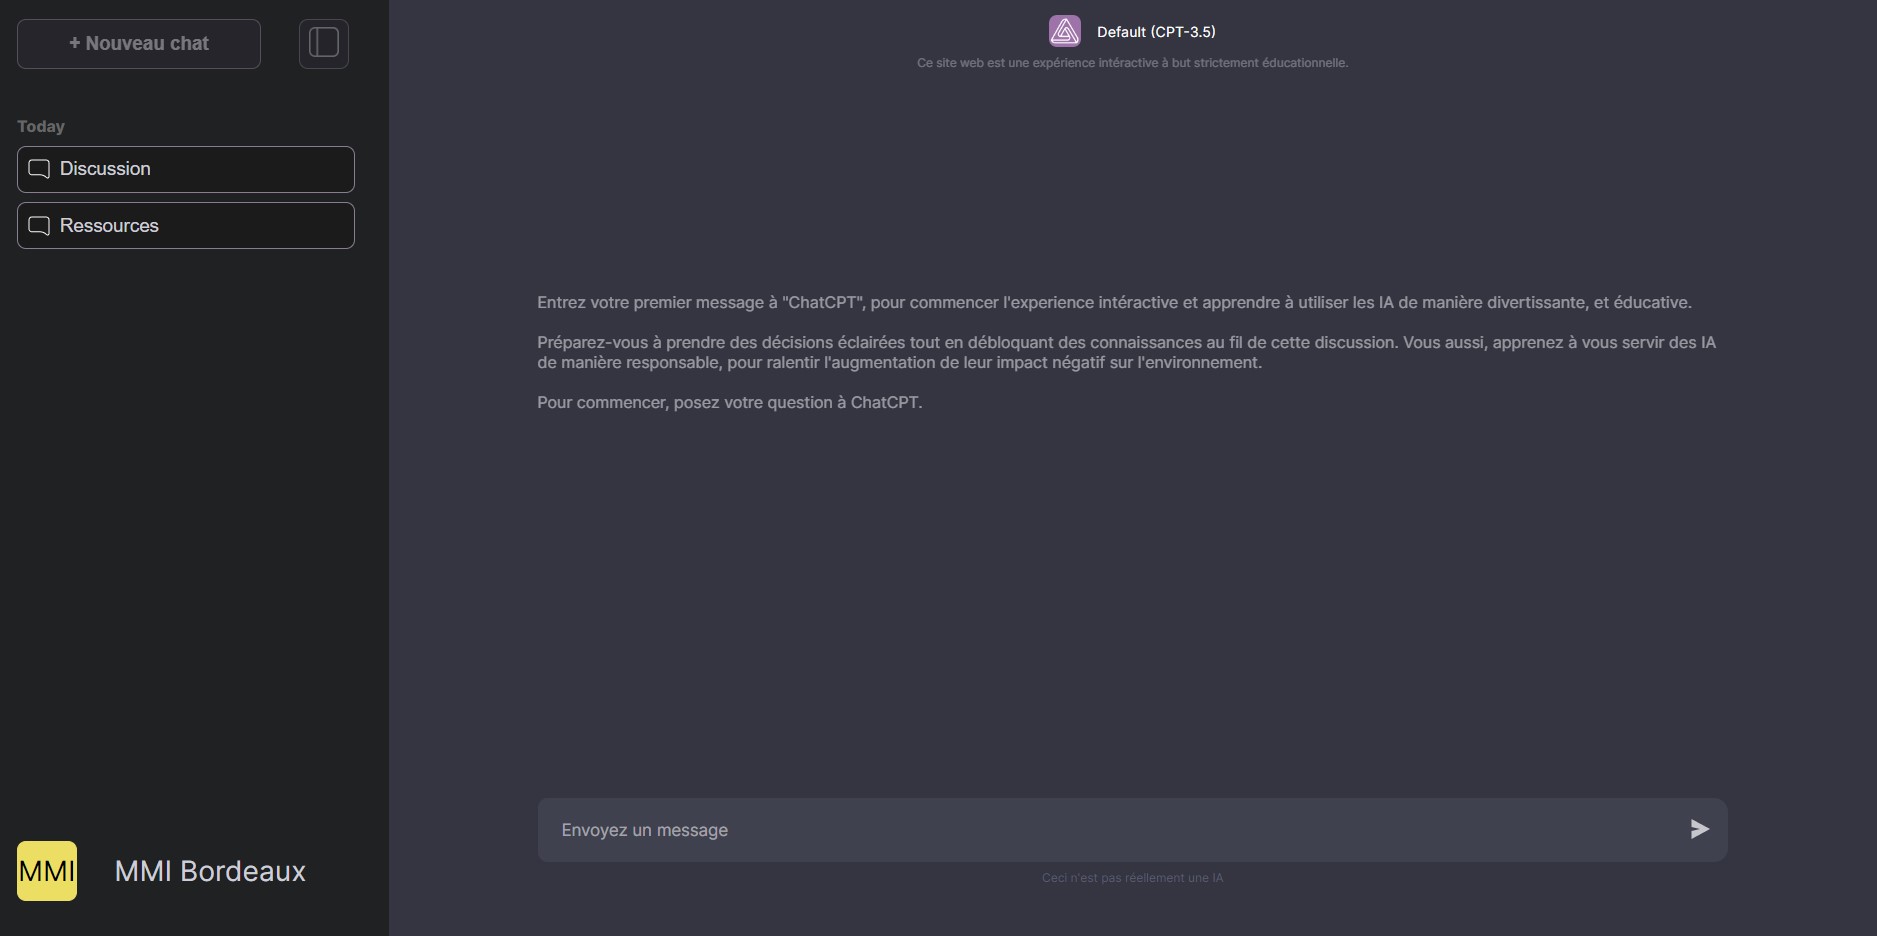 + Nouveau chat
Today
Discussion
Ressources
MMI
MMI Bordeaux
Default (CPT-3.5)
Ce site web est une expérience intéractive à but strictement éducationnelle.
Entrez votre premier message à "ChatCPT", pour commencer l'experience intéractive et apprendre à utiliser les IA de manière divertissante, et éducative.
Préparez-vous à prendre des décisions éclairées tout en débloquant des connaissances au fil de cette discussion. Vous aussi, apprenez à vous servir des IA
de manière responsable, pour ralentir l'augmentation de leur impact négatif sur l'environnement.
Pour commencer, posez votre question à ChatCPT.
Envoyez un message
Ceci n'est pas réellement une IA